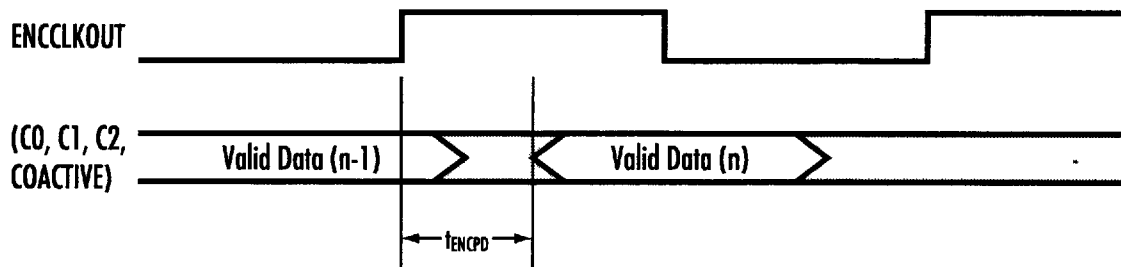 ENCCLKOUT
(C0, C1, C2,
COACTIVE)
Valid Data (n-1)
Valid Data (n)
tENCPD